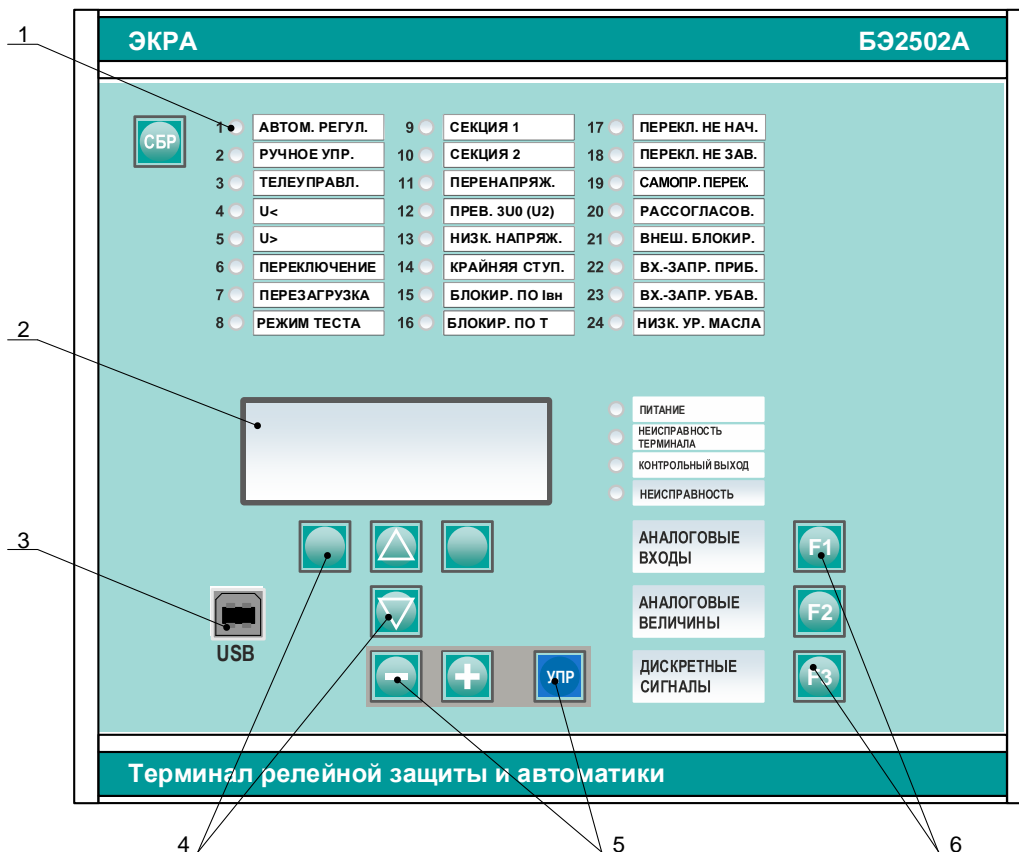 ЭКРА БЭ2502А
1
СБР
1 АВТОМ. РЕГУЛ. 9 СЕКЦИЯ 1 17 ПЕРЕКЛ. НЕ НАЧ.
2 РУЧНОЕ УПР. 10 СЕКЦИЯ 2 18 ПЕРЕКЛ. НЕ ЗАВ.
3 ТЕЛЕУПРАВЛ. 11 ПЕРЕНАПРЯЖ. 19 САМОПР. ПЕРЕК.
4 U< 12 ПРЕВ. 3U0 (U2) 20 РАССОГЛАСОВ.
5 U> 13 НИЗК. НАПРЯЖ. 21 ВНЕШ. БЛОКИР.
6 ПЕРЕКЛЮЧЕНИЕ 14 КРАЙНЯЯ СТУП. 22 ВХ.-ЗАПР. ПРИБ.
7 ПЕРЕЗАГРУЗКА 15 БЛОКИР. ПО Iвн 23 ВХ.-ЗАПР. УБАВ.
8 РЕЖИМ ТЕСТА 16 БЛОКИР. ПО Т 24 НИЗК. УР. МАСЛА
2
ПИТАНИЕ
НЕИСПРАВНОСТЬ
ТЕРМИНАЛА
КОНТРОЛЬНЫЙ ВЫХОД
НЕИСПРАВНОСТЬ
3
АНАЛОГОВЫЕ
ВХОДЫ
F1
АНАЛОГОВЫЕ
ВЕЛИЧИНЫ
F2
USB
УПР
ДИСКРЕТНЫЕ
СИГНАЛЫ
F3
Терминал релейной защиты и автоматики
4 5 6